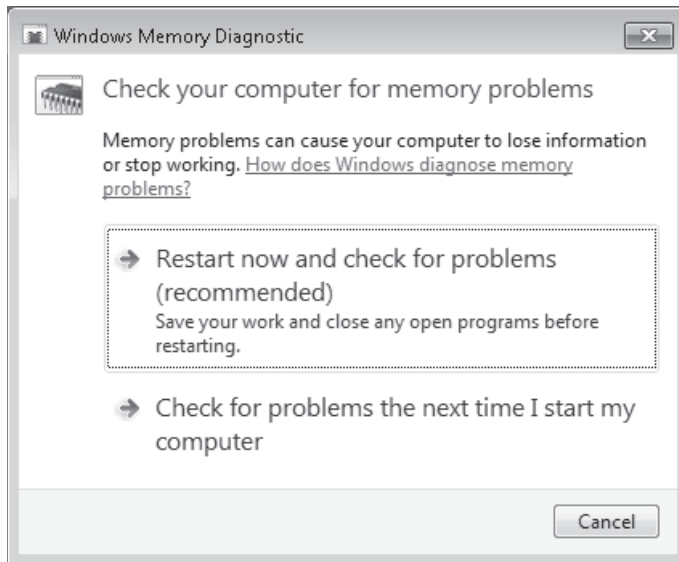 Windows Memory Diagnostic
Check your computer for memory problems
Memory problems can cause your computer to lose information
or stop working. How does Windows diagnose memory
problems?
Restart now and check for problems
(recommended)
Save your work and close any open programs before
restarting.
Check for problems the next time I start my
computer
Cancel